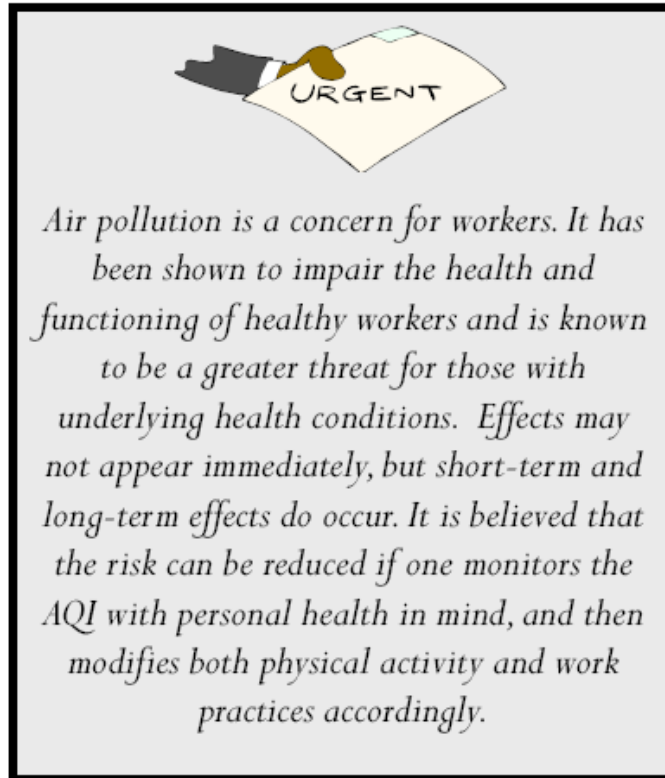 URGENT
Air pollution is a concern for workers. It has
been shown to impair the health and
functioning of healthy workers and is known
to be a greater threat for those with
underlying health conditions.  Effects may
not appear immediately, but short-term and
long-term effects do occur. It is believed that
the risk can be reduced if one monitors the
AQI with personal health in mind, and then
modifies both physical activity and work
practices accordingly.